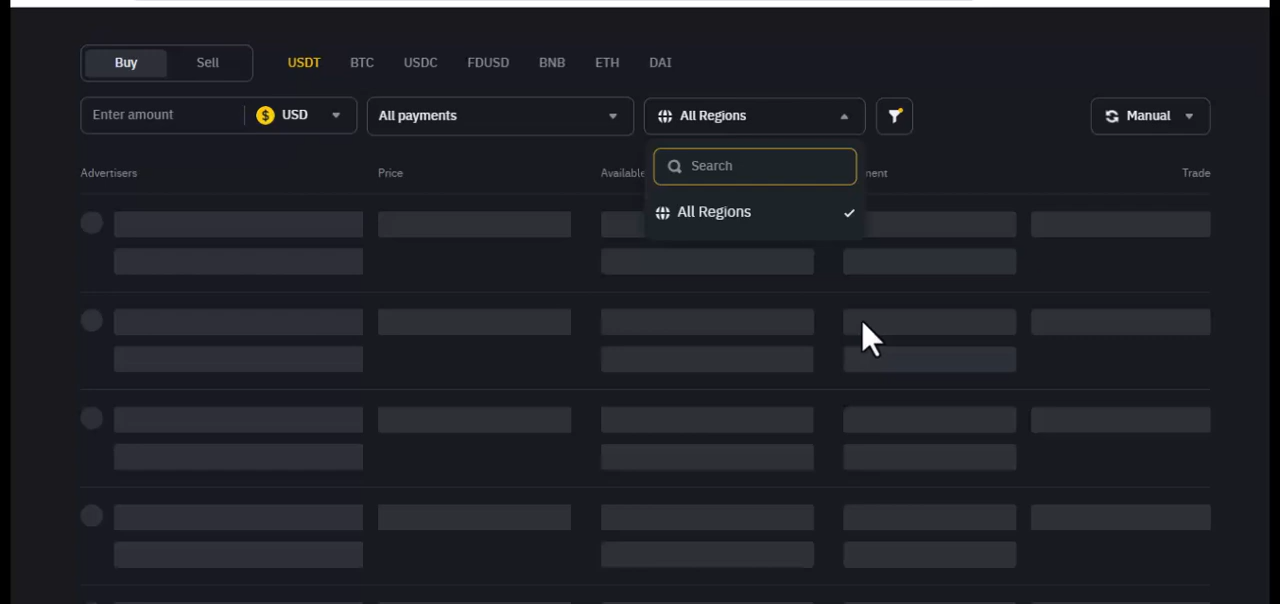 Buy Sell USDT BTC USDC FDUSD BNB ETH DAI
Enter amount $ USD All payments All Regions Manual
Search
Advertisers Price Available ment Trade
All Regions